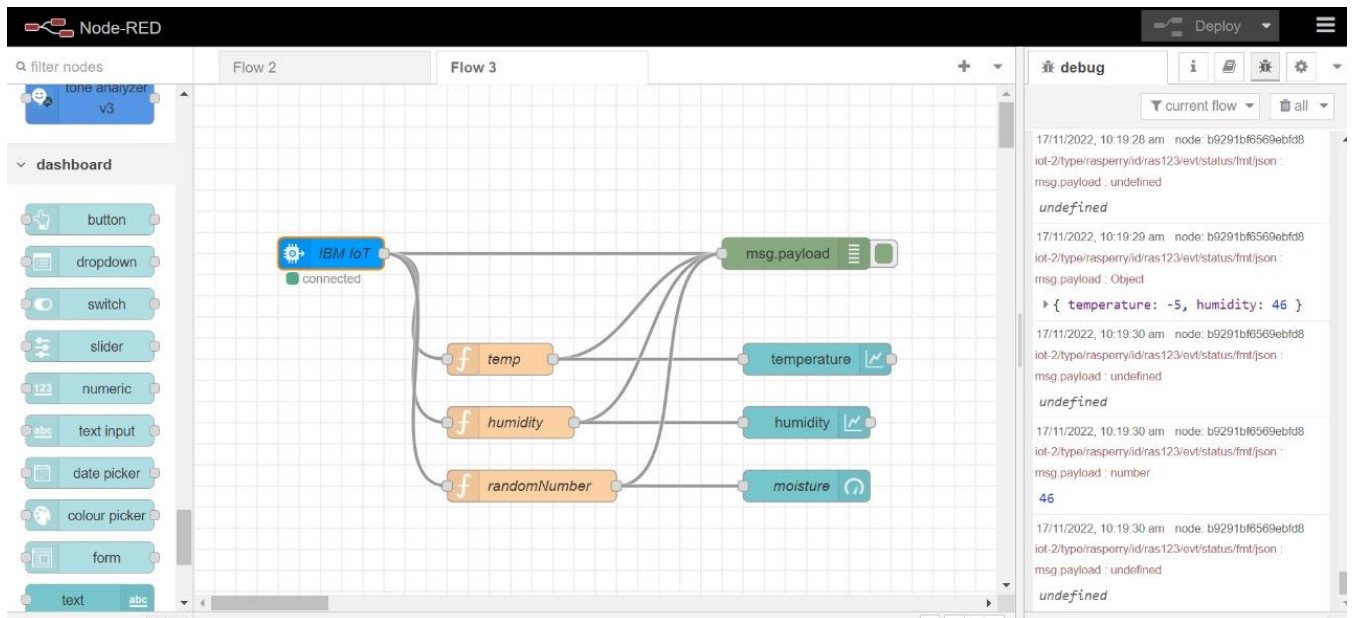 Node-RED
Deploy
filter nodes
Flow 2
Flow 3
debug
i
current flow
all
tone analyzer
v3
dashboard
button
dropdown
switch
slider
123 numeric
abc text input
date picker
colour picker
form
text abc
IBM IoT
connected
msg.payload
f temp
temperature
f humidity
humidity
f randomNumber
moisture
17/11/2022, 10:19:28 am node: b9291bf6569ebfd8
iot-2/type/rasperry/id/ras123/evt/status/fmt/json :
msg.payload : undefined
undefined
17/11/2022, 10:19:29 am node: b9291bf6569ebfd8
iot-2/type/rasperry/id/ras123/evt/status/fmt/json :
msg.payload : Object
{ temperature: -5, humidity: 46 }
17/11/2022, 10:19:30 am node: b9291bf6569ebfd8
iot-2/type/rasperry/id/ras123/evt/status/fmt/json :
msg.payload : undefined
undefined
17/11/2022, 10:19:30 am node: b9291bf6569ebfd8
iot-2/type/rasperry/id/ras123/evt/status/fmt/json :
msg.payload : number
46
17/11/2022, 10:19:30 am node: b9291bf6569ebfd8
iot-2/type/rasperry/id/ras123/evt/status/fmt/json :
msg.payload : undefined
undefined